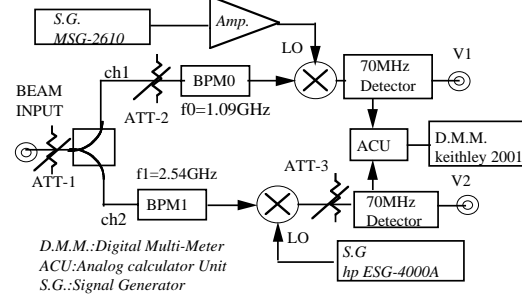 S.G.
MSG-2610
Amp.
LO
V1
ch1
BPM0
70MHz
Detector
BEAM
INPUT
ATT-2
f0=1.09GHz
ACU
D.M.M.
keithley 2001
ATT-1
f1=2.54GHz
ATT-3
V2
BPM1
70MHz
Detector
ch2
LO
D.M.M.:Digital Multi-Meter
ACU:Analog calculator Unit
S.G.:Signal Generator
S.G
hp ESG-4000A